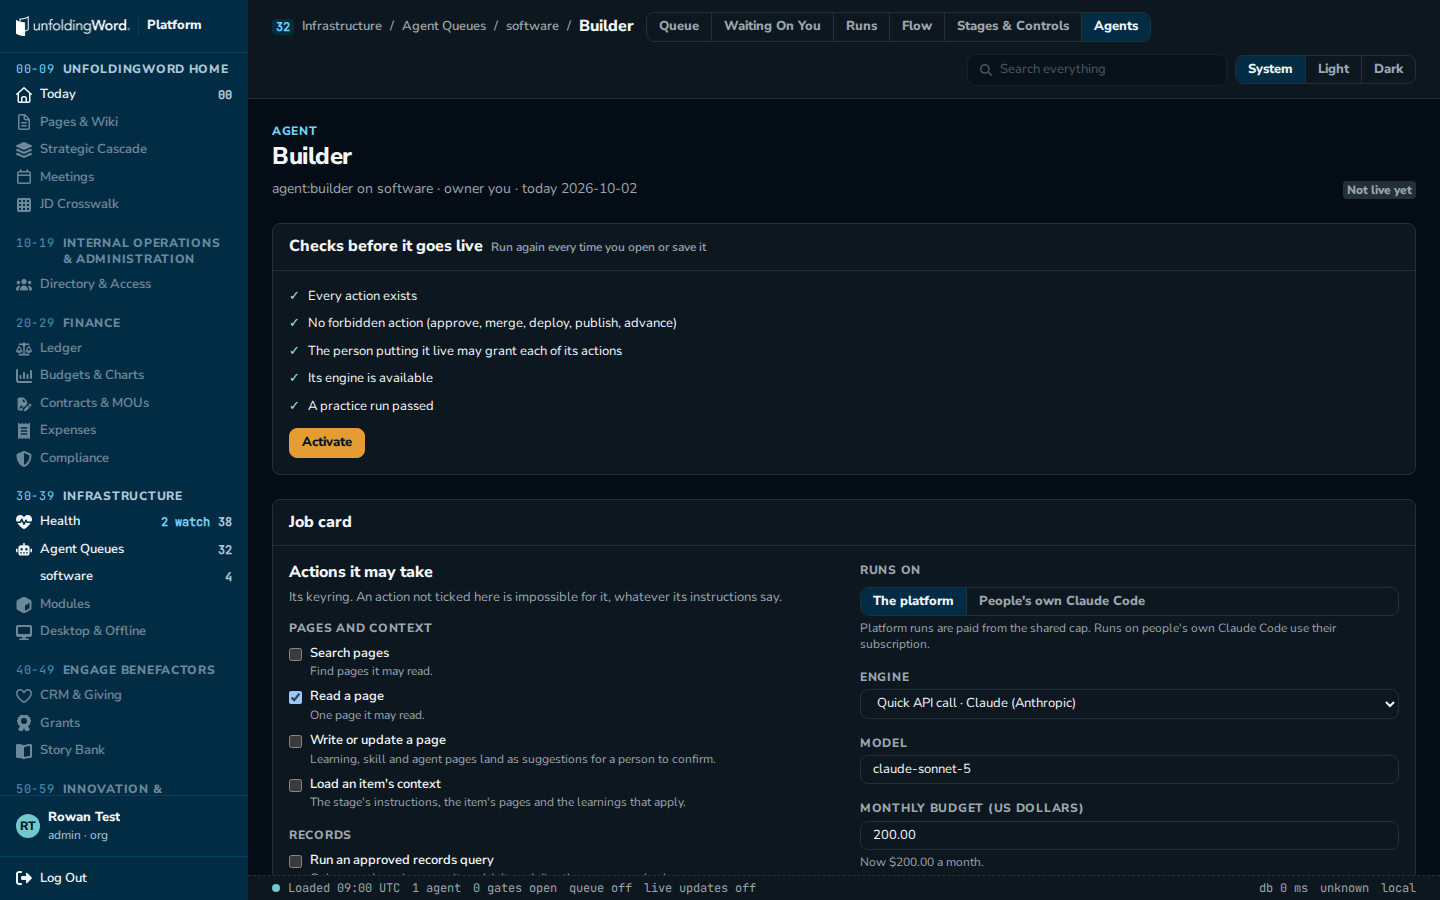 unfoldingWord Platform
00-09 UNFOLDINGWORD HOME
Today 00
Pages & Wiki
Strategic Cascade
Meetings
JD Crosswalk
10-19 INTERNAL OPERATIONS
& ADMINISTRATION
Directory & Access
20-29 FINANCE
Ledger
Budgets & Charts
Contracts & MOUs
Expenses
Compliance
30-39 INFRASTRUCTURE
Health 2 watch 38
Agent Queues 32
software 4
Modules
Desktop & Offline
40-49 ENGAGE BENEFACTORS
CRM & Giving
Grants
Story Bank
50-59 INNOVATION &
RT Rowan Test
admin · org
Log Out
32 Infrastructure / Agent Queues / software / Builder
Queue Waiting On You Runs Flow Stages & Controls Agents
Search everything
System Light Dark
AGENT
Builder
agent:builder on software · owner you · today 2026-10-02
Not live yet
Checks before it goes live Run again every time you open or save it
✓ Every action exists
✓ No forbidden action (approve, merge, deploy, publish, advance)
✓ The person putting it live may grant each of its actions
✓ Its engine is available
✓ A practice run passed
Activate
Job card
Actions it may take
Its keyring. An action not ticked here is impossible for it, whatever its instructions say.
PAGES AND CONTEXT
Search pages
Find pages it may read.
Read a page
One page it may read.
Write or update a page
Learning, skill and agent pages land as suggestions for a person to confirm.
Load an item's context
The stage's instructions, the item's pages and the learnings that apply.
RECORDS
Run an approved records query
RUNS ON
The platform People's own Claude Code
Platform runs are paid from the shared cap. Runs on people's own Claude Code use their
subscription.
ENGINE
Quick API call · Claude (Anthropic)
MODEL
claude-sonnet-5
MONTHLY BUDGET (US DOLLARS)
200.00
Now $200.00 a month.
Loaded 09:00 UTC 1 agent 0 gates open queue off live updates off
db 0 ms unknown local